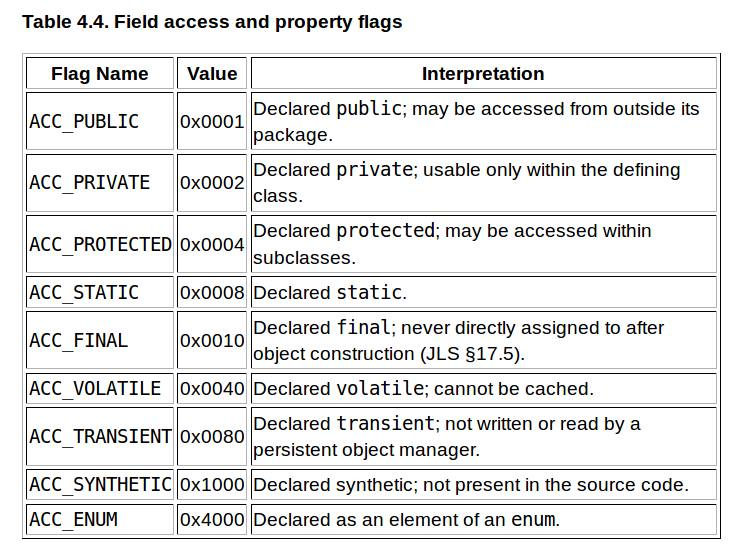 Table 4.4. Field access and property flags
Flag Name Value Interpretation
ACC_PUBLIC 0x0001 Declared public; may be accessed from outside its
package.
ACC_PRIVATE 0x0002 Declared private; usable only within the defining
class.
ACC_PROTECTED 0x0004 Declared protected; may be accessed within
subclasses.
ACC_STATIC 0x0008 Declared static.
ACC_FINAL 0x0010 Declared final; never directly assigned to after
object construction (JLS §17.5).
ACC_VOLATILE 0x0040 Declared volatile; cannot be cached.
ACC_TRANSIENT 0x0080 Declared transient; not written or read by a
persistent object manager.
ACC_SYNTHETIC 0x1000 Declared synthetic; not present in the source code.
ACC_ENUM 0x4000 Declared as an element of an enum.